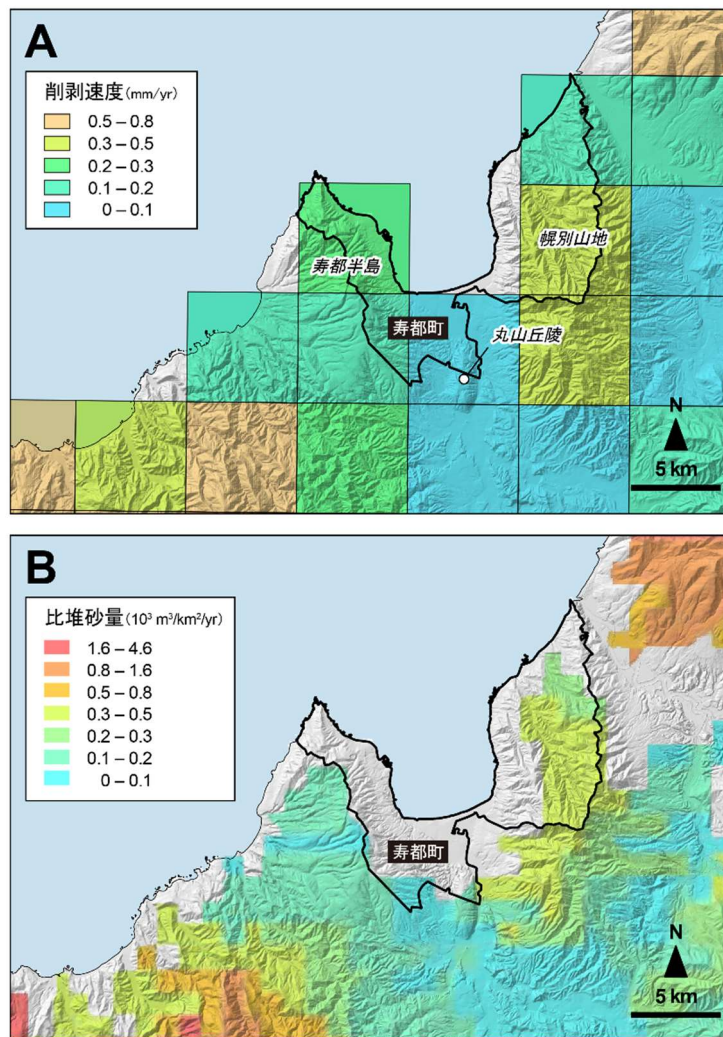 A
削剥速度(mm/yr)
0.5 – 0.8
0.3 – 0.5
0.2 – 0.3
0.1 – 0.2
0 – 0.1
幌別山地
寿都半島
寿都町
丸山丘陵
N
5 km
B
比堆砂量(10³ m³/km²/yr)
1.6 – 4.6
0.8 – 1.6
0.5 – 0.8
0.3 – 0.5
0.2 – 0.3
0.1 – 0.2
0 – 0.1
寿都町
N
5 km